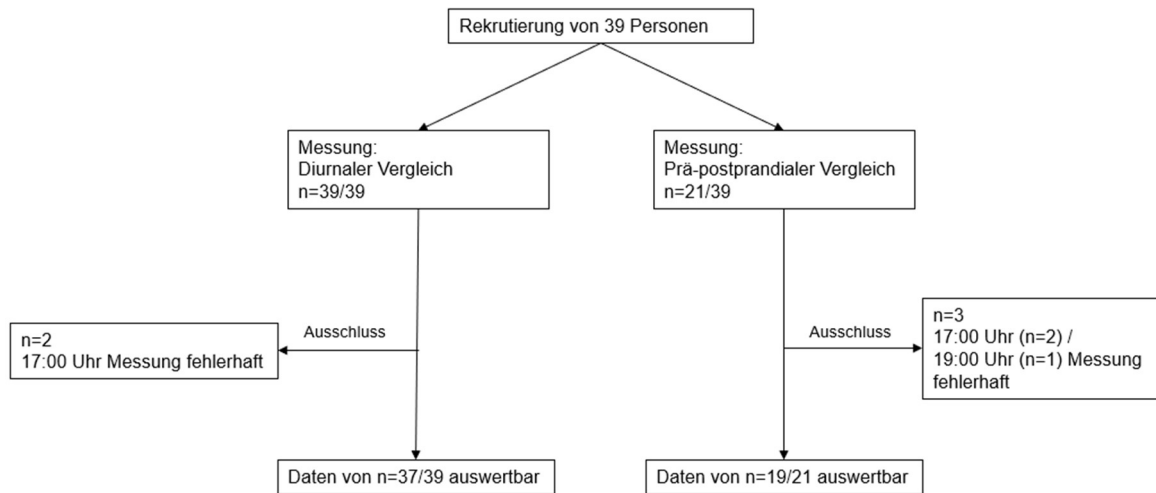 Rekrutierung von 39 Personen
Messung:
Diurnaler Vergleich
n=39/39
Messung:
Prä-postprandialer Vergleich
n=21/39
n=2
17:00 Uhr Messung fehlerhaft
Ausschluss
Ausschluss
n=3
17:00 Uhr (n=2) /
19:00 Uhr (n=1) Messung
fehlerhaft
Daten von n=37/39 auswertbar
Daten von n=19/21 auswertbar